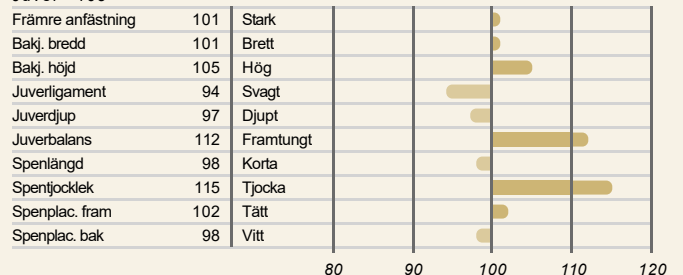 Främre anfästning 101 Stark
Bakj. bredd 101 Brett
Bakj. höjd 105 Hög
Juverligament 94 Svagt
Juverdjup 97 Djupt
Juverbalans 112 Framtungt
Spenlängd 98 Korta
Spentjocklek 115 Tjocka
Spenplac. fram 102 Tätt
Spenplac. bak 98 Vitt
80 90 100 110 120